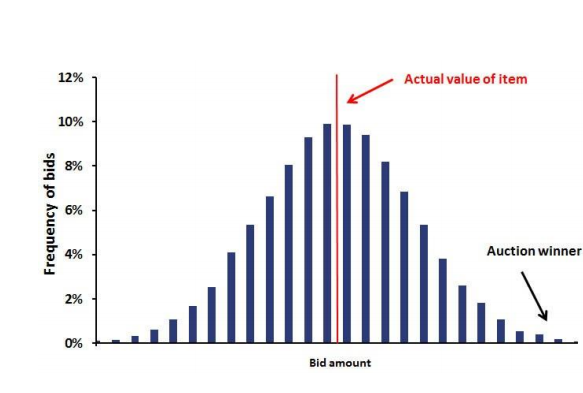 Actual value of item
12%
10%
8%
6%
4%
2%
0%
Frequency of bids
Auction winner
Bid amount